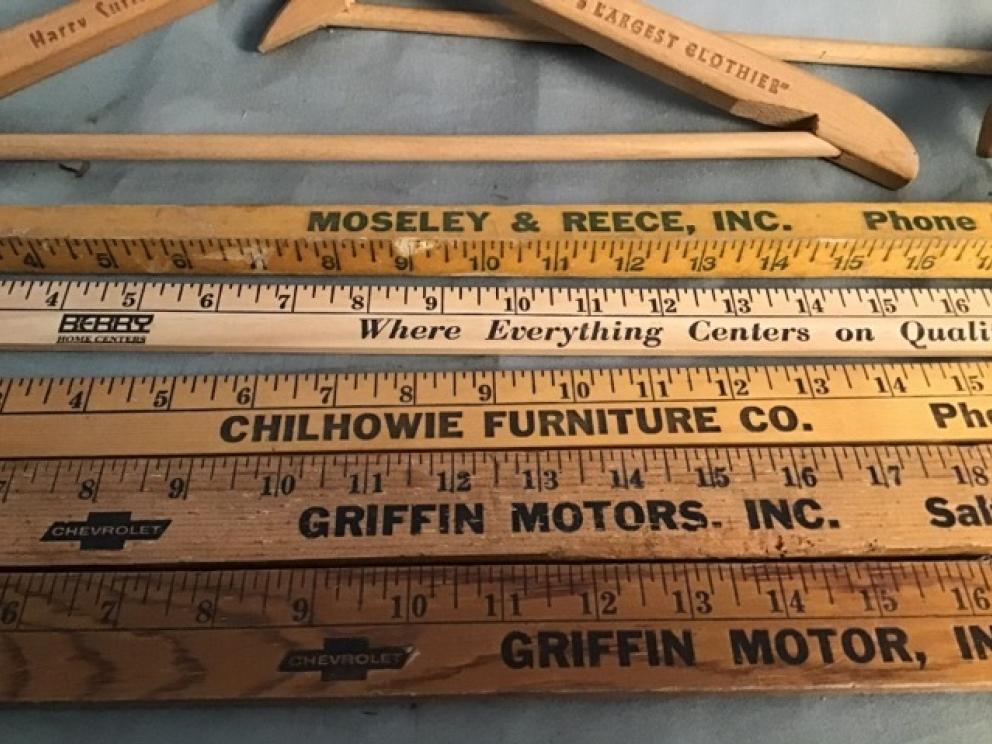 Harry
LARGEST CLOTHIER
MOSELEY & REECE, INC. Phone
4 5 6 7 8 9 10 11 12 13 14 15 16
4 5 6 7 8 9 10 11 12 13 14 15 16
BERRY
HOME CENTERS
Where Everything Centers on
4 5 6 7 8 9 10 11 12 13 14 15
CHILHOWIE FURNITURE CO.
8 9 10 11 12 13 14 15 16 17 18
CHEVROLET
GRIFFIN MOTORS. INC.
6 7 8 9 10 11 12 13 14 15 16
CHEVROLET
GRIFFIN MOTOR,